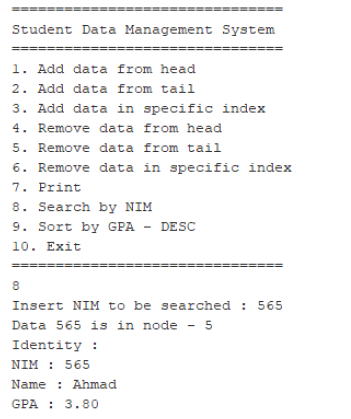 ===============================
Student Data Management System
===============================
1. Add data from head
2. Add data from tail
3. Add data in specific index
4. Remove data from head
5. Remove data from tail
6. Remove data in specific index
7. Print
8. Search by NIM
9. Sort by GPA - DESC
10. Exit
===============================
8
Insert NIM to be searched : 565
Data 565 is in node - 5
Identity :
NIM : 565
Name : Ahmad
GPA : 3.80